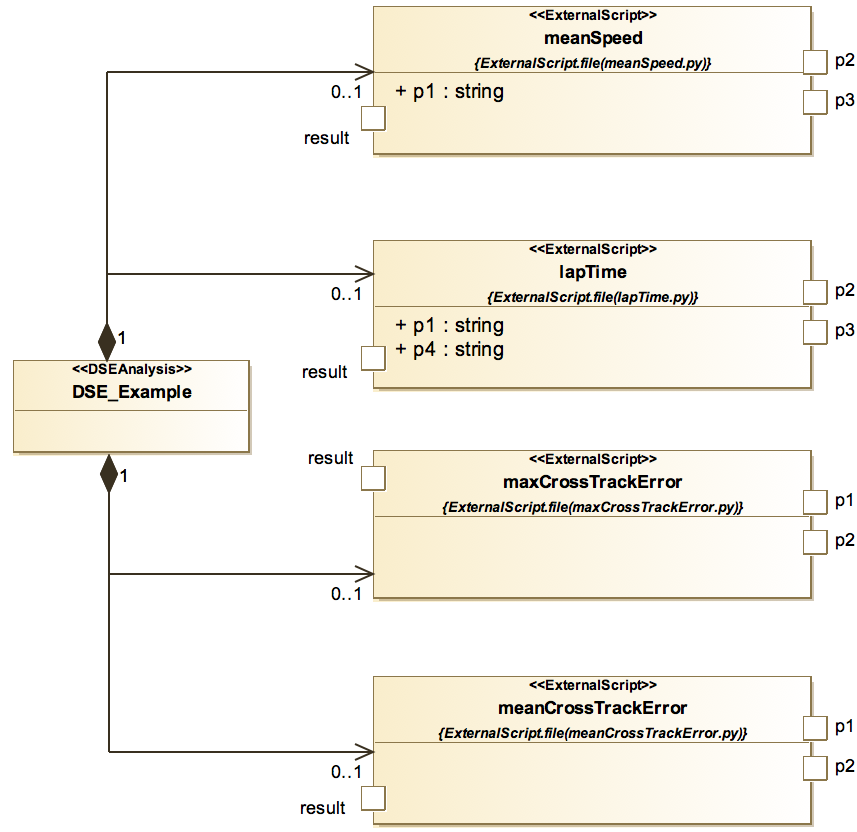 <<ExternalScript>>
meanSpeed
{ExternalScript.file(meanSpeed.py)}
+ p1 : string
p2
p3
0..1
result
<<ExternalScript>>
lapTime
{ExternalScript.file(lapTime.py)}
+ p1 : string
+ p4 : string
p2
p3
0..1
result
1
<<DSEAnalysis>>
DSE_Example
1
<<ExternalScript>>
maxCrossTrackError
{ExternalScript.file(maxCrossTrackError.py)}
result
p1
p2
0..1
<<ExternalScript>>
meanCrossTrackError
{ExternalScript.file(meanCrossTrackError.py)}
p1
p2
0..1
result